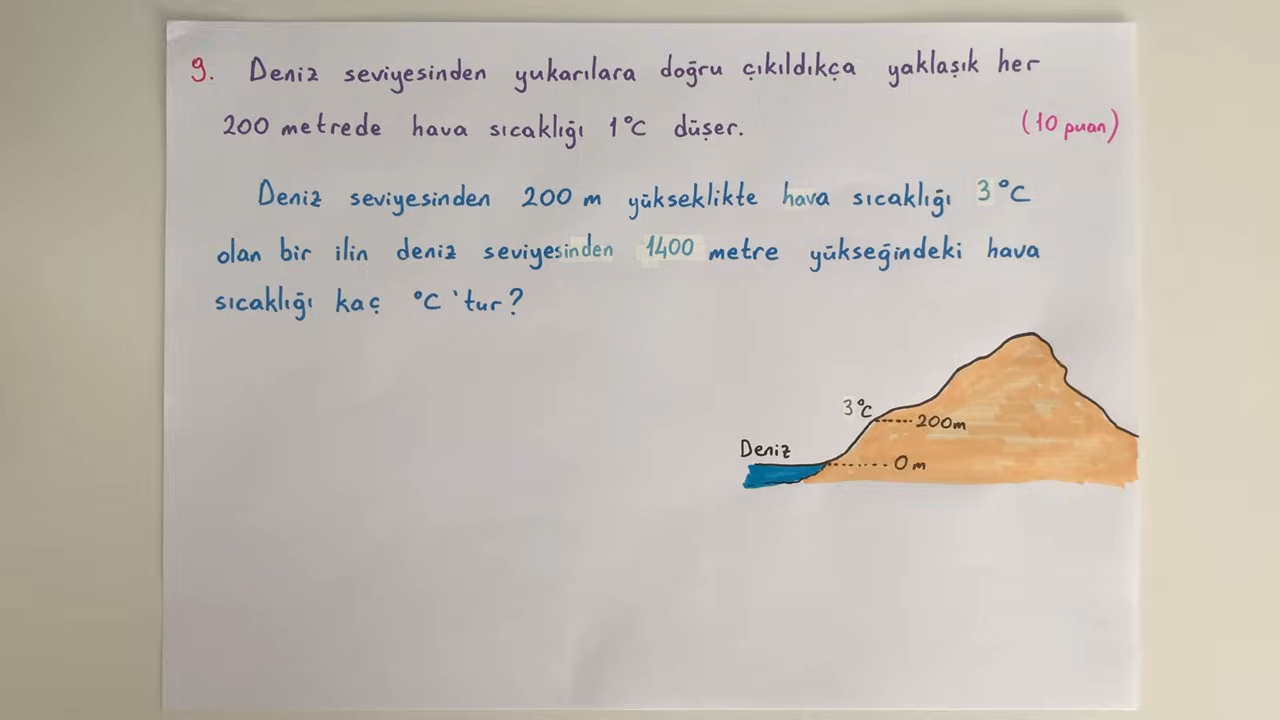 9. Deniz seviyesinden yukarılara doğru çıkıldıkça yaklaşık her
200 metrede hava sıcaklığı 1°C düşer.
(10 puan)
Deniz seviyesinden 200 m yükseklikte hava sıcaklığı 3°C
olan bir ilin deniz seviyesinden 1400 metre yükseğindeki hava
sıcaklığı kaç °C 'tur?
3°C
200m
Deniz
0 m